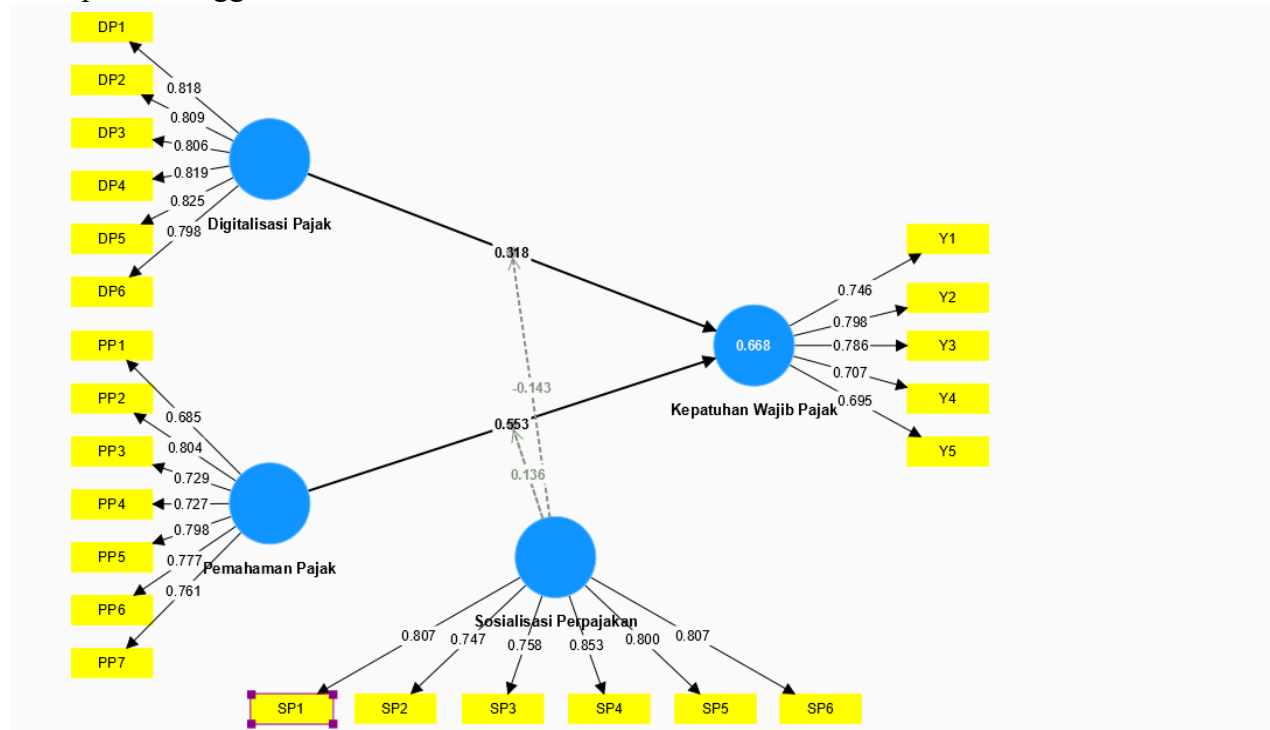 DP1
DP2
DP3
DP4
DP5
DP6
0.818
0.809
0.806
0.819
0.825
0.798
Digitalisasi Pajak
PP1
PP2
PP3
PP4
PP5
PP6
PP7
0.685
0.804
0.729
0.727
0.798
0.777
0.761
Pemahaman Pajak
0.318
-0.143
0.553
0.136
0.668
Kepatuhan Wajib Pajak
0.746
0.798
0.786
0.707
0.695
Y1
Y2
Y3
Y4
Y5
Sosialisasi Perpajakan
0.807
0.747
0.758
0.853
0.800
0.807
SP1
SP2
SP3
SP4
SP5
SP6